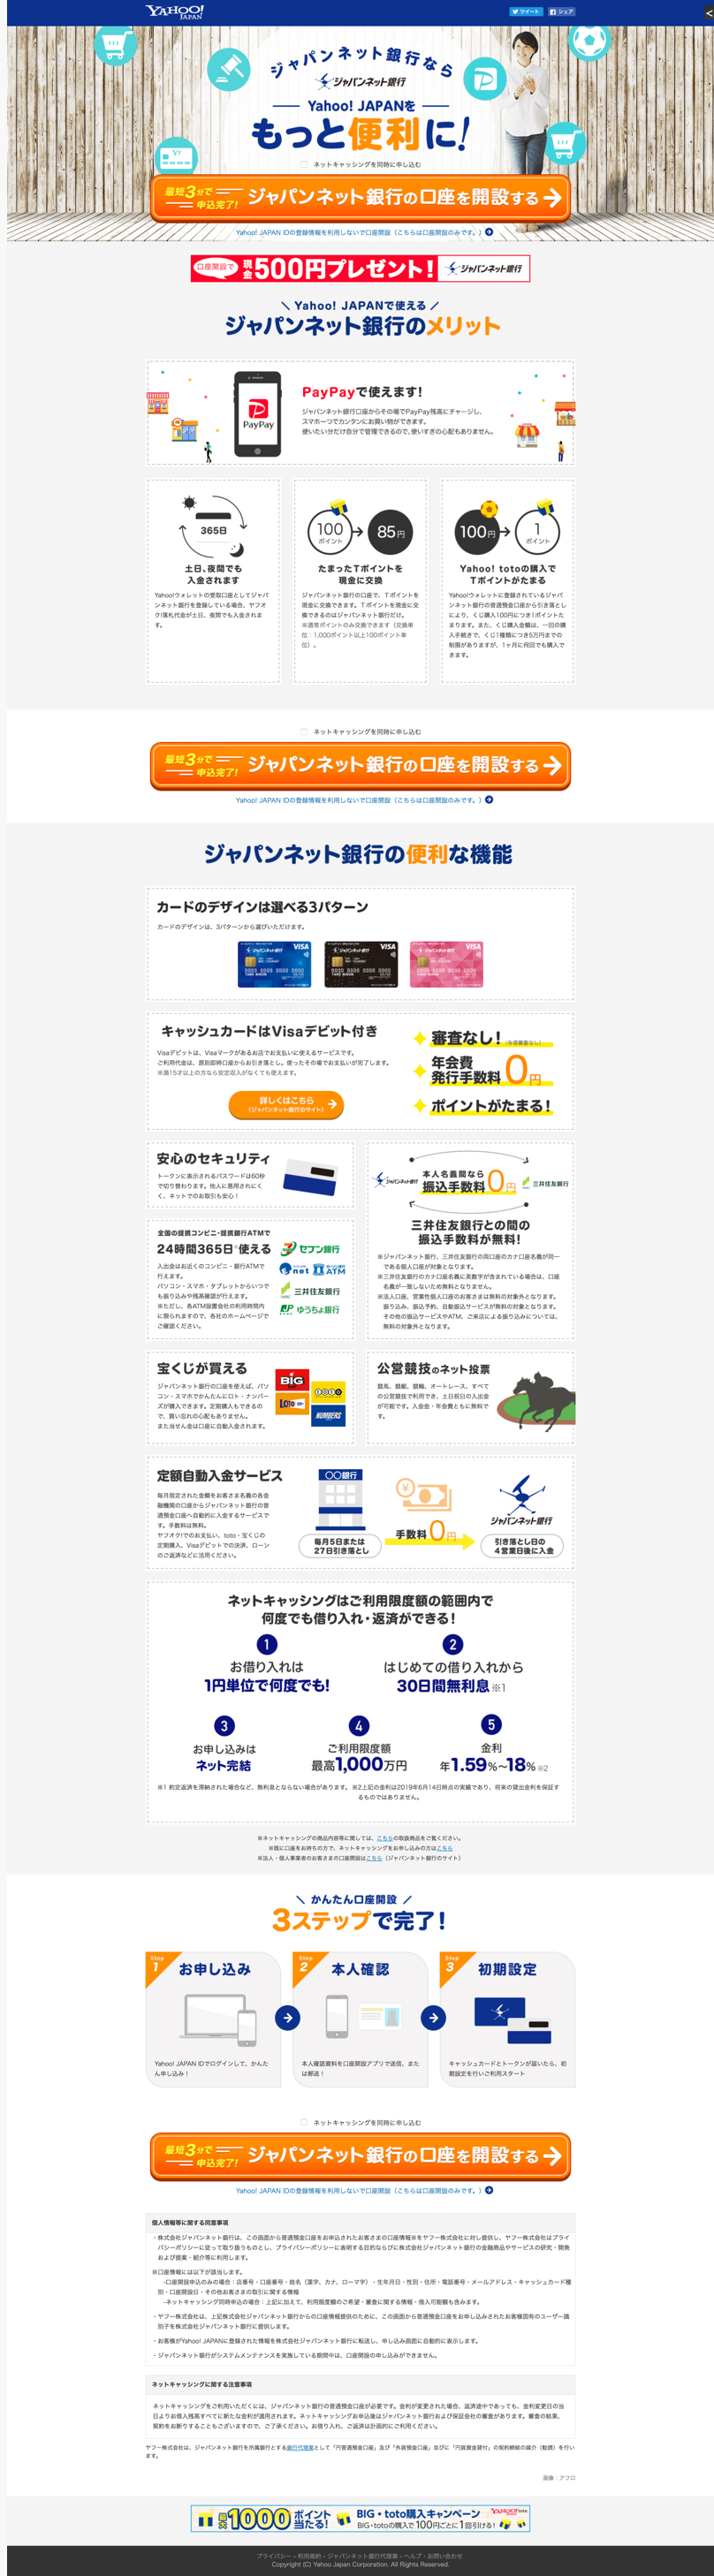 YAHOO!
JAPAN
ツイート
シェア
ジャパンネット銀行なら
ジャパンネット銀行
Yahoo! JAPANを
もっと便利に!
ネットキャッシングを同時に申し込む
最短3分で
申込完了!
ジャパンネット銀行の口座を開設する
Yahoo! JAPAN IDの登録情報を利用しないで口座開設（こちらは口座開設のみです。）
口座開設で
現金500円プレゼント!
ジャパンネット銀行
Yahoo! JAPANで使える
ジャパンネット銀行のメリット
PayPay
PayPayで使えます!
ジャパンネット銀行口座からその場でPayPay残高にチャージし、
スマホ一つでカンタンにお買い物ができます。
使いたい分だけ自分で管理できるので、使いすぎの心配もありません。
365日
土日、夜間でも
入金されます
Yahoo!ウォレットの受取口座としてジャパ
ンネット銀行を登録している場合、ヤフオ
ク!落札代金が土日、夜間でも入金されま
す。
100
ポイント
85円
たまったTポイントを
現金に交換
ジャパンネット銀行の口座で、Tポイントを
現金に交換できます。Tポイントを現金に交
換できるのはジャパンネット銀行だけ。
※通常ポイントのみ交換できます（交換単
位：1,000ポイント以上100ポイント単
位）。
100円
1
ポイント
Yahoo! totoの購入で
Tポイントがたまる
Yahoo!ウォレットに登録されているジャパ
ンネット銀行の普通預金口座から引き落とし
により、くじ購入100円につき1ポイントた
まります。また、くじ購入金額は、一回の購
入手続きで、くじ1種類につき5万円までの
制限がありますが、1ヶ月に何回でも購入で
きます。
ネットキャッシングを同時に申し込む
最短3分で
申込完了!
ジャパンネット銀行の口座を開設する
Yahoo! JAPAN IDの登録情報を利用しないで口座開設（こちらは口座開設のみです。）
ジャパンネット銀行の便利な機能
カードのデザインは選べる3パターン
カードのデザインは、3パターンから選びいただけます。
ジャパンネット銀行 VISA
ジャパンネット銀行 VISA
ジャパンネット銀行 VISA
キャッシュカードはVisaデビット付き
Visaデビットは、Visaマークがあるお店でお支払いに使えるサービスです。
ご利用代金は、原則即時口座からお引き落とし。使ったその場でお支払いが完了します。
※満15才以上の方なら安定収入がなくても使えます。
詳しくはこちら
（ジャパンネット銀行のサイト）
審査なし!（与信審査なし）
年会費
発行手数料 0円
ポイントがたまる!
安心のセキュリティ
トークンに表示されるパスワードは60秒
で切り替わります。他人に悪用されにく
く、ネットでのお取引も安心！
全国の提携コンビニ・提携銀行ATMで
24時間365日※使える
入出金はお近くのコンビニ・銀行ATMで
行えます。
パソコン・スマホ・タブレットからいつで
も振り込みや残高確認が行えます。
※ただし、各ATM設置会社の利用時間内
に限られますので、各社のホームページで
ご確認ください。
セブン銀行
net
ATM
三井住友銀行
ゆうちょ銀行
ジャパンネット銀行
本人名義間なら
振込手数料0円
三井住友銀行
三井住友銀行との間の
振込手数料が無料!
※ジャパンネット銀行、三井住友銀行の両口座のカナ口座名義が同一
である個人口座が対象となります。
※三井住友銀行のカナ口座名義に英数字が含まれている場合は、口座
名義が一致しないため無料となりません。
※法人口座、営業性個人口座のお客さまは無料の対象外となります。
振り込み、振込予約、自動振込サービスが無料の対象となります。
その他の振込サービスやATM、ご来店による振り込みについては、
無料の対象外となります。
宝くじが買える
ジャパンネット銀行の口座を使えば、パソ
コン・スマホでかんたんにロト・ナンバー
ズが購入できます。定期購入もできるの
で、買い忘れの心配もありません。
また当せん金は口座に自動入金されます。
BIG
toto
LOTO
NUMBERS
公営競技のネット投票
競馬、競艇、競輪、オートレース、すべて
の公営競技で利用でき、土日祝日の入出金
が可能です。入会金・年会費ともに無料で
す。
定額自動入金サービス
毎月指定された金額をお客さま名義の各金
融機関の口座からジャパンネット銀行の普
通預金口座へ自動的に入金するサービスで
す。手数料は無料。
ヤフオク!でのお支払い、toto・宝くじの
定期購入、Visaデビットでの決済、ローン
のご返済などに活用ください。
〇〇銀行
毎月5日または
27日引き落とし
手数料0円
ジャパンネット銀行
引き落とし日の
4営業日後に入金
ネットキャッシングはご利用限度額の範囲内で
何度でも借り入れ・返済ができる!
1
お借り入れは
1円単位で何度でも!
2
はじめての借り入れから
30日間無利息※1
3
お申し込みは
ネット完結
4
ご利用限度額
最高1,000万円
5
金利
年1.59%~18%※2
※1 約定返済を滞納された場合など、無利息とならない場合があります。 ※2上記の金利は2019年6月14日時点の実績であり、将来の貸出金利を保証す
るものではありません。
※ネットキャッシングの商品内容等に関しては、こちらの取扱商品をご覧ください。
※既に口座をお持ちの方で、ネットキャッシングをお申し込みの方はこちら
※法人・個人事業者のお客さまの口座開設はこちら（ジャパンネット銀行のサイト）
かんたん口座開設
3ステップで完了!
Step
1
お申し込み
Yahoo! JAPAN IDでログインして、かんた
ん申し込み！
Step
2
本人確認
本人確認資料を口座開設アプリで送信、また
は郵送！
Step
3
初期設定
キャッシュカードとトークンが届いたら、初
期設定を行いご利用スタート
ネットキャッシングを同時に申し込む
最短3分で
申込完了!
ジャパンネット銀行の口座を開設する
Yahoo! JAPAN IDの登録情報を利用しないで口座開設（こちらは口座開設のみです。）
個人情報等に関する同意事項
・株式会社ジャパンネット銀行は、この画面から普通預金口座をお申込されたお客さまの口座情報※をヤフー株式会社に対し提供し、ヤフー株式会社はプライ
バシーポリシーに従って取り扱うものとし、プライバシーポリシーに表明する目的ならびに株式会社ジャパンネット銀行の金融商品やサービスの研究・開発
および提案・紹介等に利用します。
※口座情報には以下が該当します。
-口座開設申込のみの場合：店番号・口座番号・姓名（漢字、カナ、ローマ字）・生年月日・性別・住所・電話番号・メールアドレス・キャッシュカード種
別・口座開設日・その他お客さまの取引に関する情報
-ネットキャッシング同時申込の場合：上記に加えて、利用限度額のご希望・審査に関する情報・借入可能額も含みます。
・ヤフー株式会社は、上記株式会社ジャパンネット銀行からの口座情報提供のために、この画面から普通預金口座をお申し込みされたお客様固有のユーザー識
別子を株式会社ジャパンネット銀行に提供します。
・お客様がYahoo! JAPANに登録された情報を株式会社ジャパンネット銀行に転送し、申し込み画面に自動的に表示します。
・ジャパンネット銀行がシステムメンテナンスを実施している期間中は、口座開設の申し込みができません。
ネットキャッシングに関する注意事項
ネットキャッシングをご利用いただくには、ジャパンネット銀行の普通預金口座が必要です。金利が変更された場合、返済途中であっても、金利変更日の当
日よりお借入残高すべてに新たな金利が適用されます。ネットキャッシングお申込後はジャパンネット銀行および保証会社の審査があります。審査の結果、
契約をお断りすることもございますので、ご了承ください。お借り入れ、ご返済は計画的にご利用ください。
ヤフー株式会社は、ジャパンネット銀行を所属銀行とする銀行代理業として「円普通預金口座」及び「外貨預金口座」並びに「円貨資金貸付」の契約締結の媒介（勧誘）を行い
ます。
画像：アフロ
最大1000ポイント
当たる!
BIG・toto購入キャンペーン
BIG・totoの購入で 100円ごとに1回引ける!
YAHOO! toto
プライバシー - 利用規約 - ジャパンネット銀行代理業 - ヘルプ・お問い合わせ
Copyright (C) Yahoo Japan Corporation. All Rights Reserved.